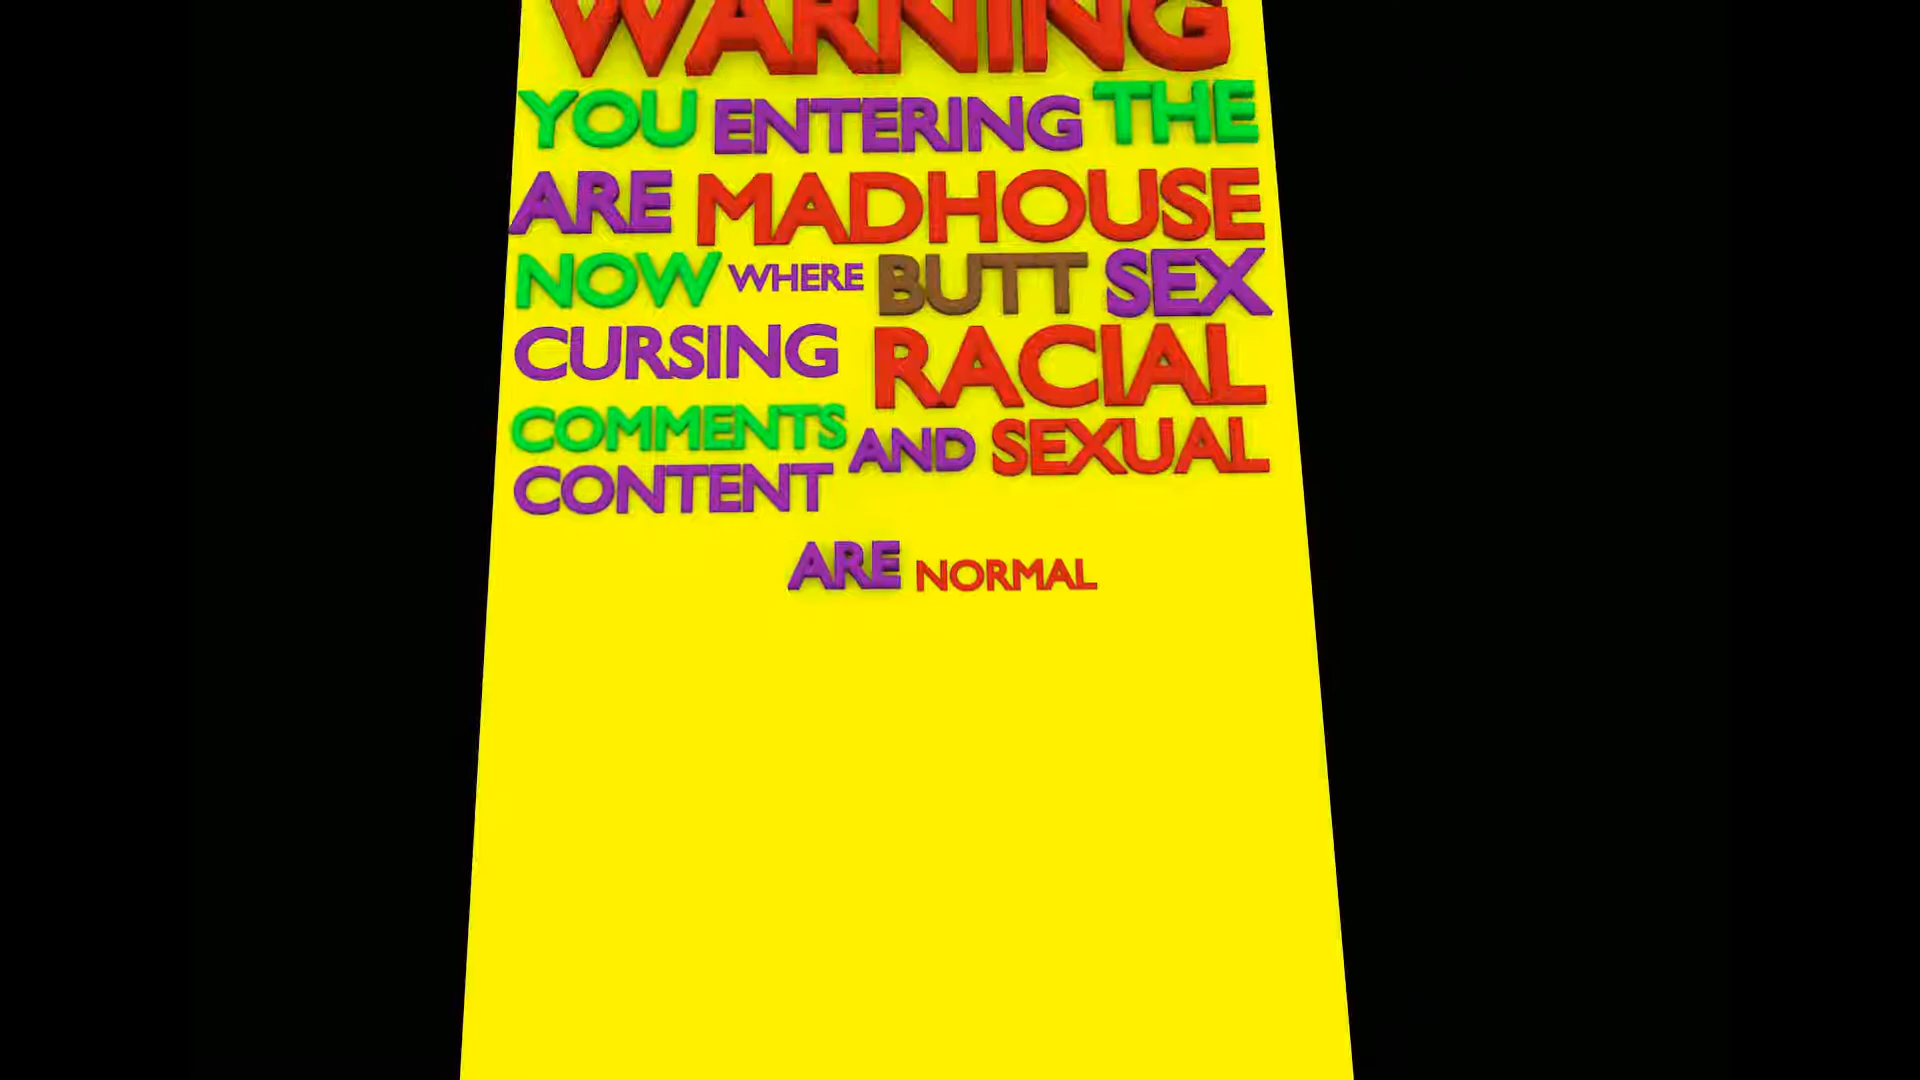 WARNING
YOU ENTERING THE
ARE MADHOUSE
NOW WHERE BUTT SEX
CURSING RACIAL
COMMENTS AND SEXUAL
CONTENT
ARE NORMAL